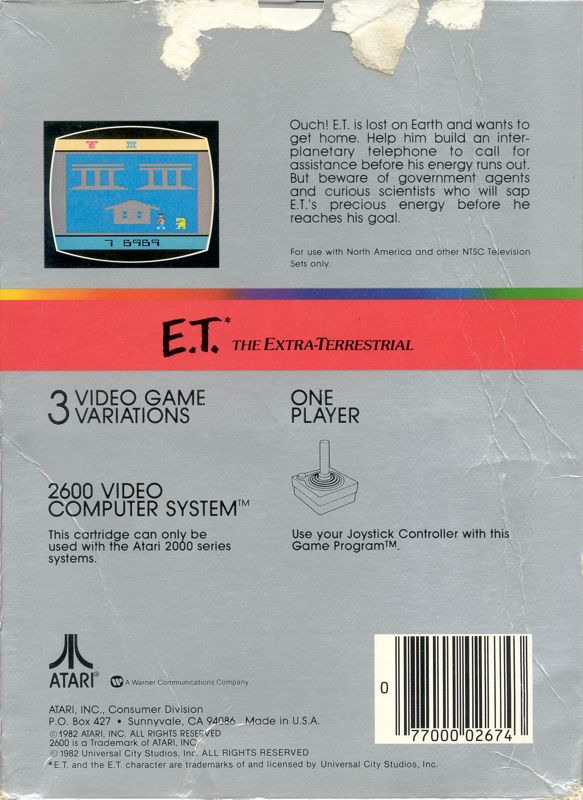 Ouch! E.T. is lost on Earth and wants to
get home. Help him build an inter-
planetary telephone to call for
assistance before his energy runs out.
But beware of government agents
and curious scientists who will sap
E.T.'s precious energy before he
reaches his goal.
For use with North America and other NTSC Television
Sets only.
7 8989
E.T.* THE EXTRA-TERRESTRIAL
3 VIDEO GAME
VARIATIONS
ONE
PLAYER
2600 VIDEO
COMPUTER SYSTEM™
This cartridge can only be
used with the Atari 2000 series
systems.
Use your Joystick Controller with this
Game Program™.
ATARI® A Warner Communications Company
ATARI, INC., Consumer Division
P.O. Box 427 • Sunnyvale, CA 94086 Made in U.S.A.
©1982 ATARI, INC. ALL RIGHTS RESERVED
2600 is a Trademark of ATARI, INC.
©1982 Universal City Studios, Inc. ALL RIGHTS RESERVED
*E.T. and the E.T. character are trademarks of and licensed by Universal City Studios, Inc.
0 77000 02674